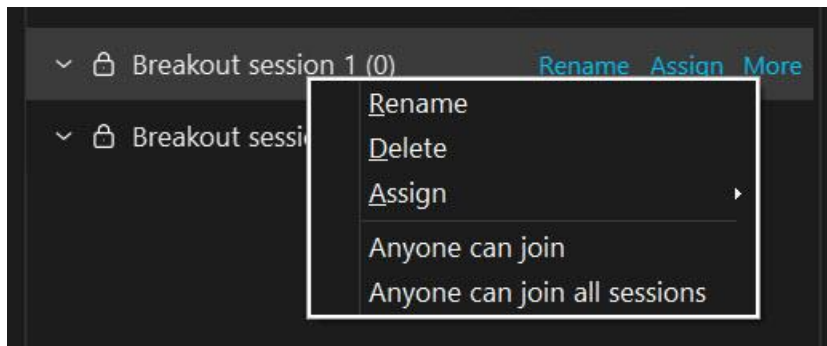 Breakout session 1 (0) Rename Assign More
Rename
Delete
Breakout sessi
Assign
Anyone can join
Anyone can join all sessions